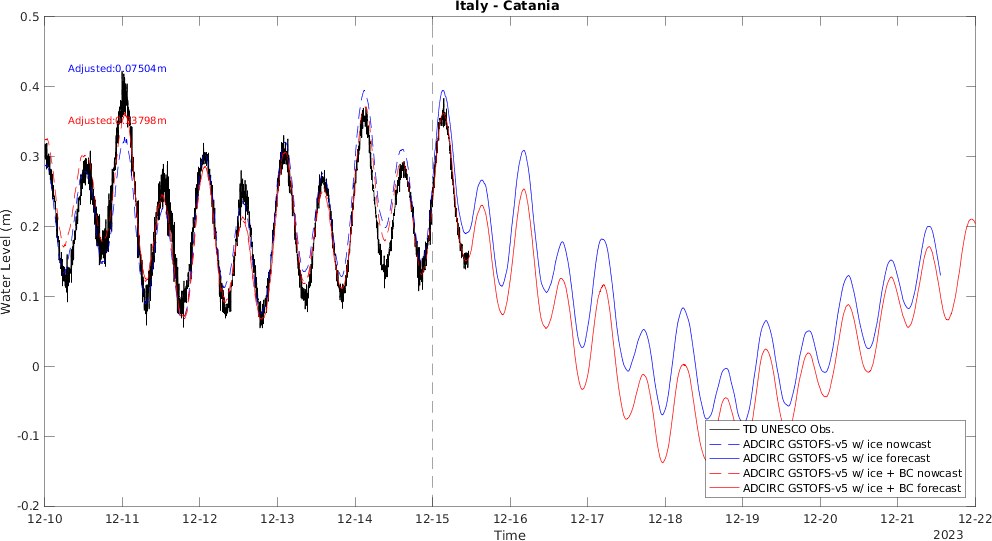 Italy - Catania
0.5
0.4
0.3
0.2
0.1
0
-0.1
-0.2
Water Level (m)
Adjusted:0.07504m
Adjusted:0.03798m
TD UNESCO Obs.
ADCIRC GSTOFS-v5 w/ ice nowcast
ADCIRC GSTOFS-v5 w/ ice forecast
ADCIRC GSTOFS-v5 w/ ice + BC nowcast
ADCIRC GSTOFS-v5 w/ ice + BC forecast
12-10 12-11 12-12 12-13 12-14 12-15 12-16 12-17 12-18 12-19 12-20 12-21 12-22
Time
2023